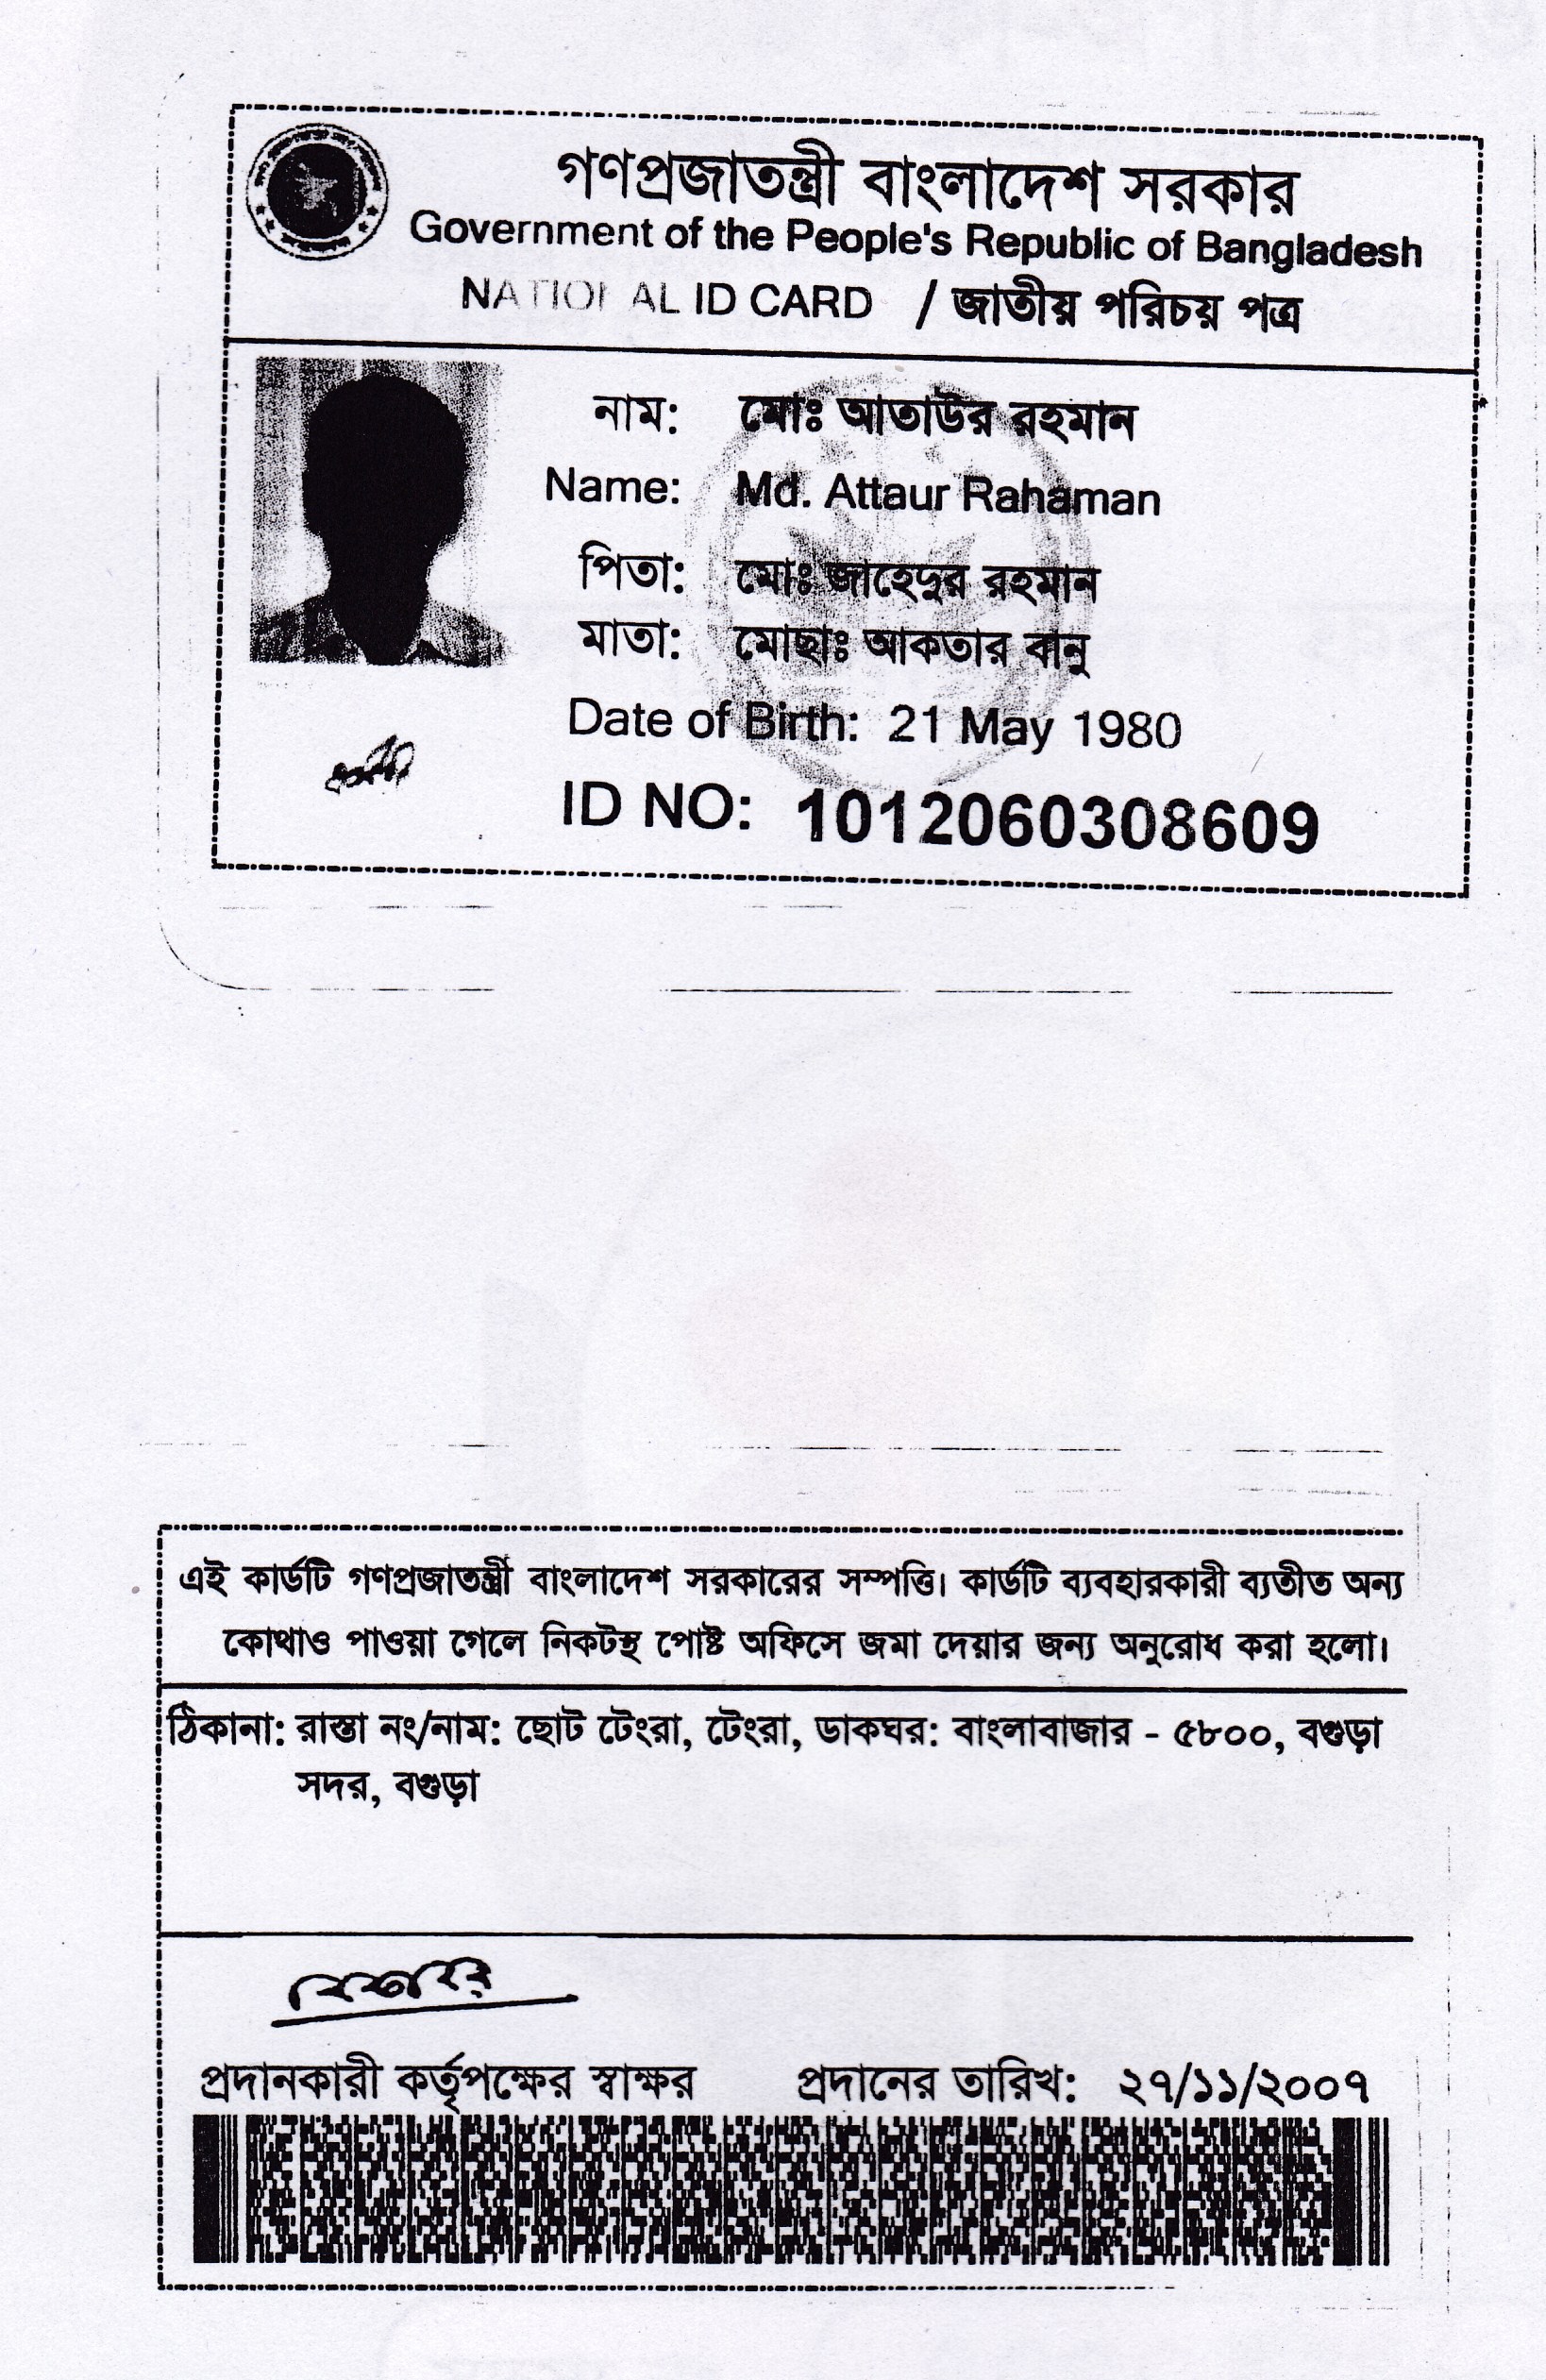 গণপ্রজাতন্ত্রী বাংলাদেশ সরকার
Government of the People's Republic of Bangladesh
NATIONAL ID CARD / জাতীয় পরিচয় পত্র
নাম: মোঃ আতাউর রহমান
Name: Md. Attaur Rahaman
পিতা: মোঃ জাহেদুর রহমান
মাতা: মোছাঃ আকতার বানু
Date of Birth: 21 May 1980
ID NO: 1012060308609
এই কার্ডটি গণপ্রজাতন্ত্রী বাংলাদেশ সরকারের সম্পত্তি। কার্ডটি ব্যবহারকারী ব্যতীত অন্য
কোথাও পাওয়া গেলে নিকটস্থ পোষ্ট অফিসে জমা দেয়ার জন্য অনুরোধ করা হলো।
ঠিকানা: রাস্তা নং/নাম: ছোট টেংরা, টেংরা, ডাকঘর: বাংলাবাজার - ৫৮০০, বগুড়া
সদর, বগুড়া
প্রদানকারী কর্তৃপক্ষের স্বাক্ষর প্রদানের তারিখ: ২৭/১১/২০০৭